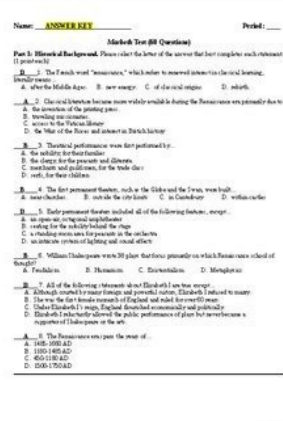 Name: ANSWER KEY Period:
Macbeth Test (60 Questions)
Part 1: Historical Background. Please select the letter of the answer that best completes each statement
(1 point each)
D 1. The French word "renaissance," which refers to renewed interest in classical learning,
literally means...
A. after the Middle Ages B. new energy C. of classical origins D. rebirth
A 2. Classical literature became more widely available during the Renaissance era primarily due to
A. the invention of the printing press
B. traveling missionaries
C. access to the Vatican library
D. the War of the Roses and interest in British history
3. Theatrical performances were first performed by...
A. the nobility, for their families
B. the clergy, for the peasants and illiterate
C. merchants and guildsmen, for the trade class
D. serfs, for their children
B 4. The first permanent theaters, such as the Globe and the Swan, were built...
A. near churches B. outside the city limits C. in Canterbury D. within castles
D 5. Early permanent theaters included all of the following features, except...
A. an open-air, octagonal amphitheater
B. seating for the nobility behind the stage
C. a standing room area for peasants in the orchestra
D. an intricate system of lighting and sound effects
B 6. William Shakespeare wrote 38 plays that focus primarily on which Renaissance school of
thought?
A. Feudalism B. Humanism C. Existentialism D. Metaphysics
7. All of the following statements about Elizabeth I are true except...
A. Although courted by many foreign and powerful suitors, Elizabeth I refused to marry.
B. She was the first female monarch of England and ruled for over 60 years.
C. Under Elizabeth I's reign, England flourished economically and politically.
D. Elizabeth I reluctantly allowed the public performance of plays but never became a
supporter of Shakespeare or the arts.
A 8. The Renaissance era spans the years of...
A. 1485-1660 AD
B. 1100-1485 AD
C. 450-1100 AD
D. 1500-1750 AD